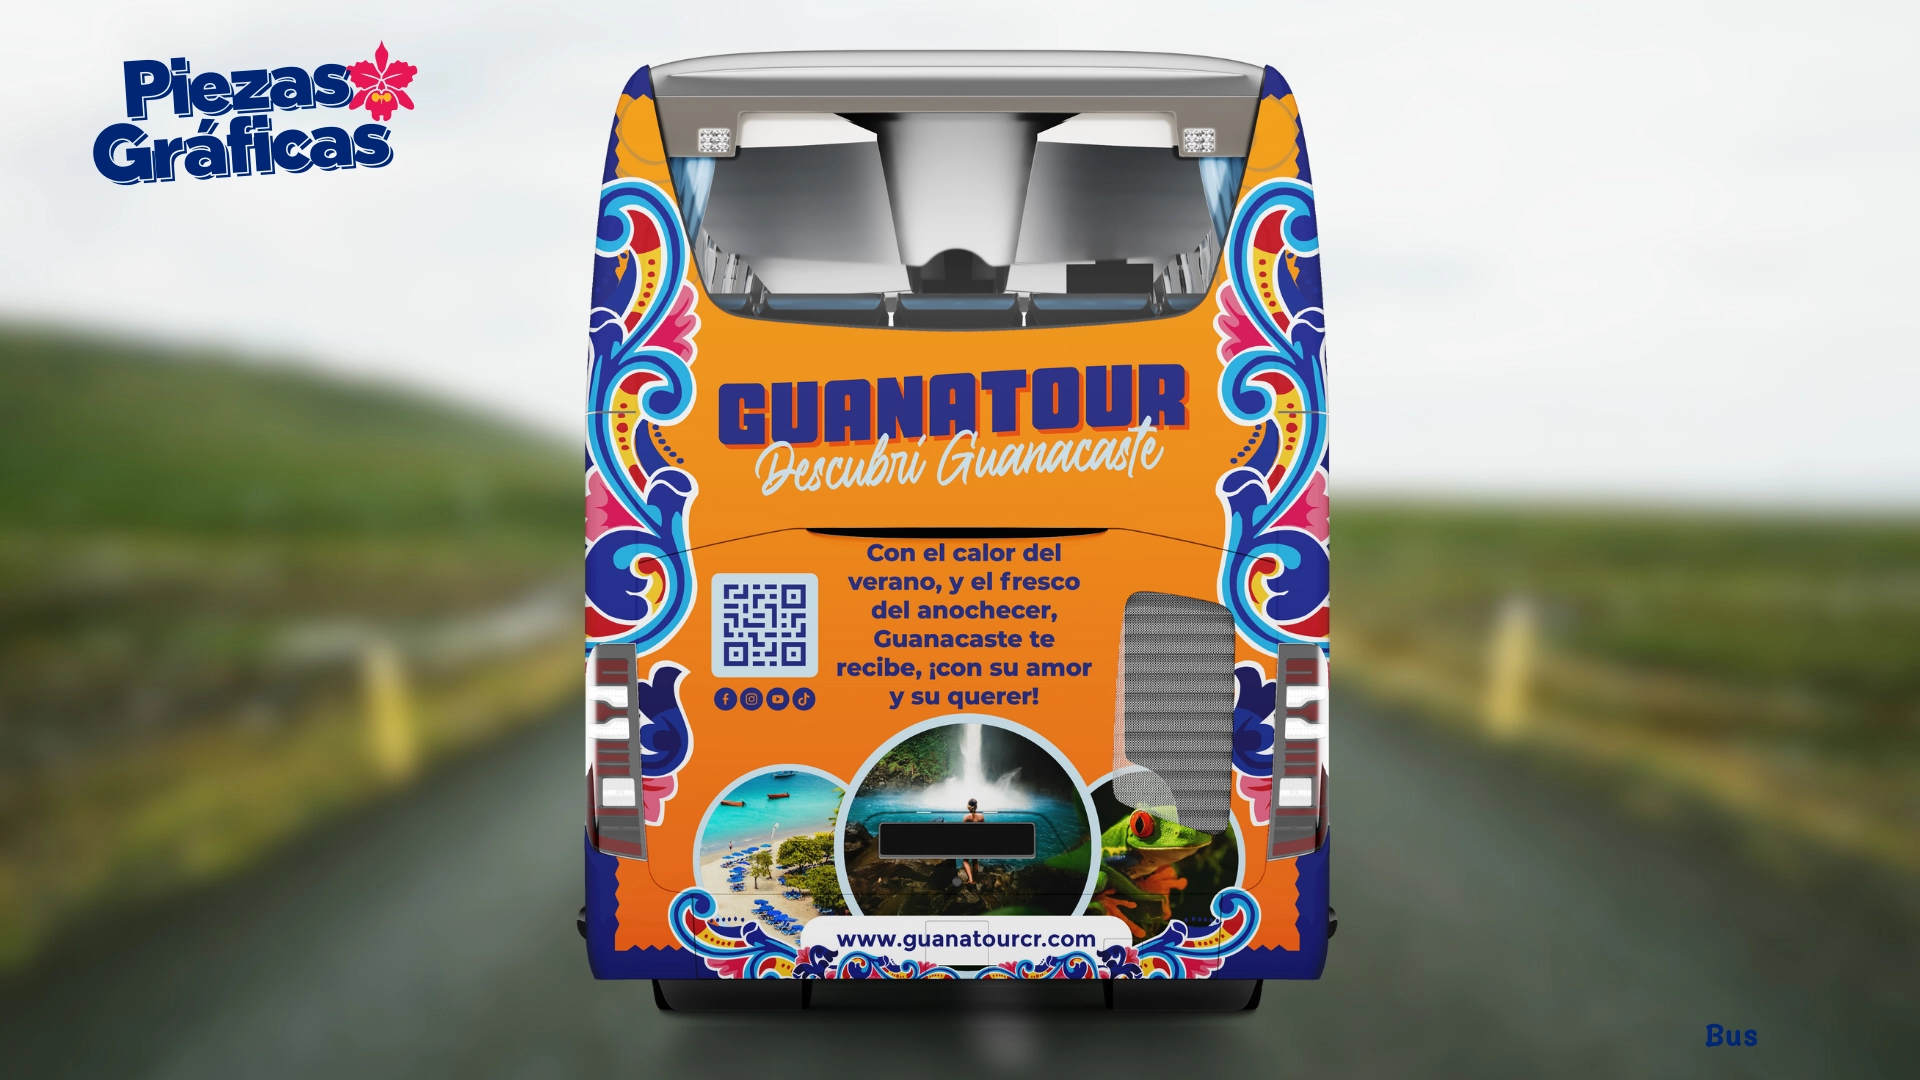 Piezas
Gráficas
GUANATOUR
Descubrí Guanacaste
Con el calor del
verano, y el fresco
del anochecer,
Guanacaste te
recibe, ¡con su amor
y su querer!
www.guanatourcr.com
Bus